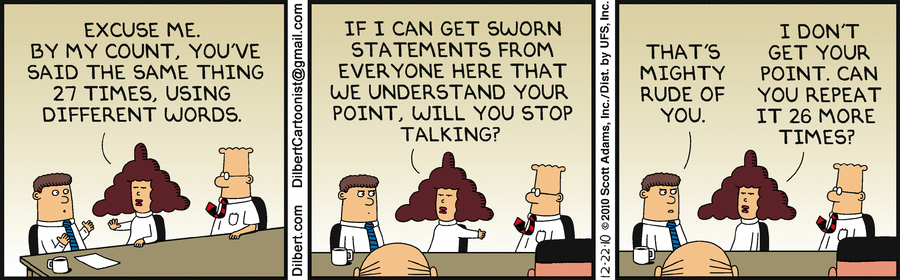 EXCUSE ME.
BY MY COUNT, YOU'VE
SAID THE SAME THING
27 TIMES, USING
DIFFERENT WORDS.
Dilbert.com DilbertCartoonist@gmail.com
IF I CAN GET SWORN
STATEMENTS FROM
EVERYONE HERE THAT
WE UNDERSTAND YOUR
POINT, WILL YOU STOP
TALKING?
12-22-10 © 2010 Scott Adams, Inc./Dist. by UFS, Inc.
THAT'S
MIGHTY
RUDE OF
YOU.
I DON'T
GET YOUR
POINT. CAN
YOU REPEAT
IT 26 MORE
TIMES?